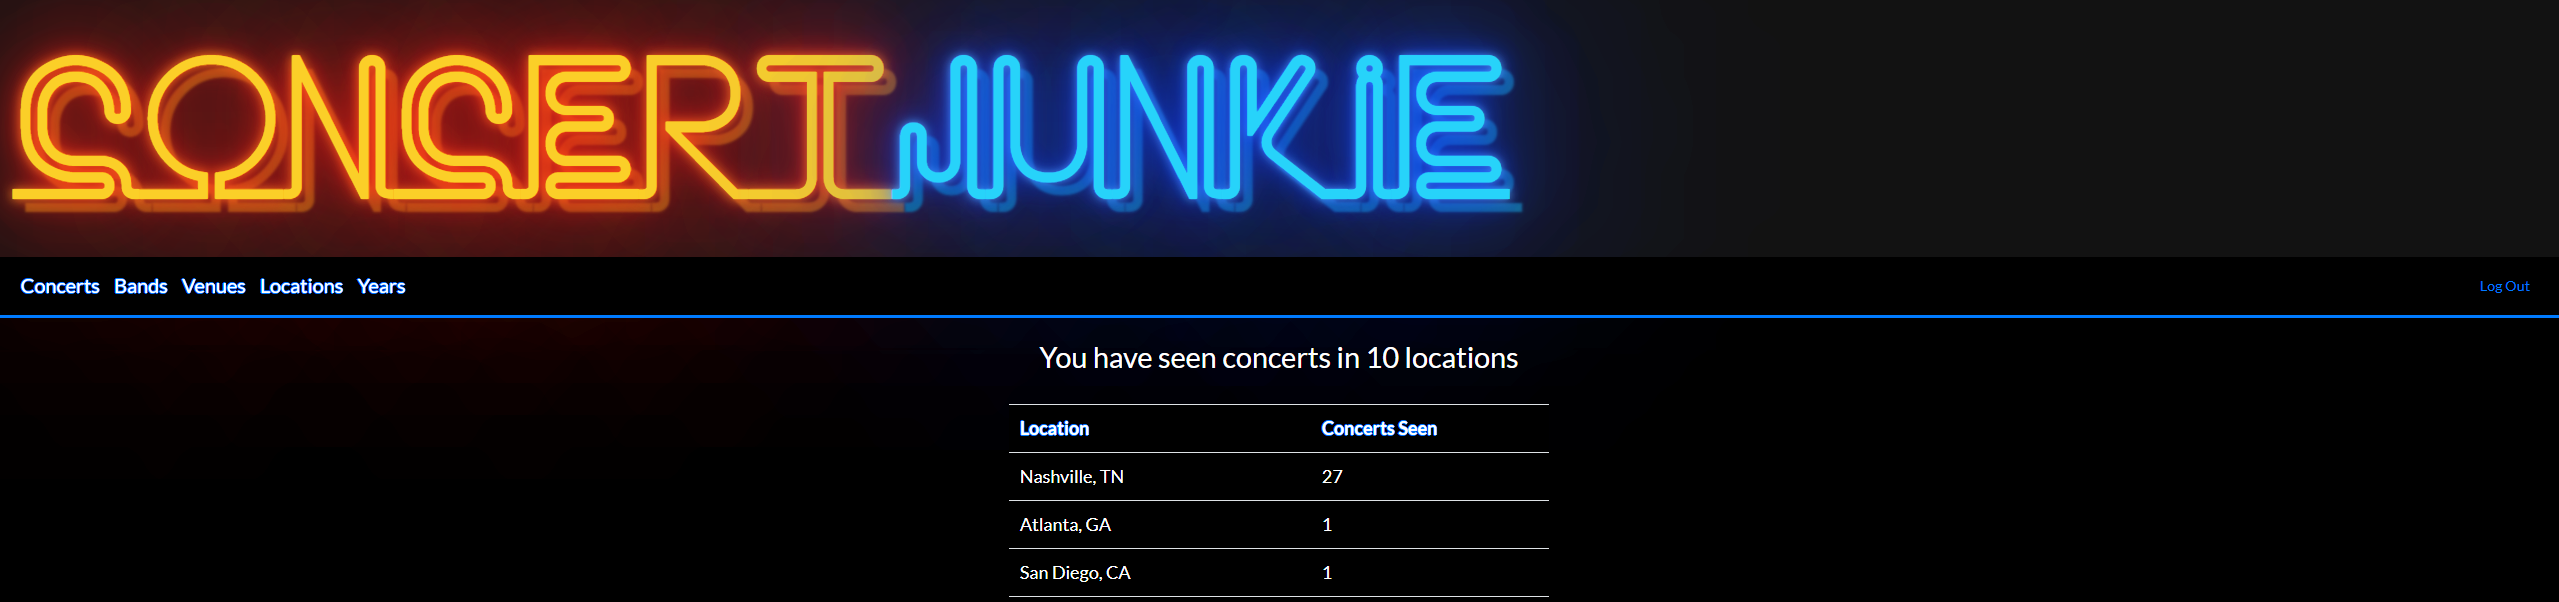 CONCERT JUNKiE
Concerts Bands Venues Locations Years Log Out
You have seen concerts in 10 locations
Location Concerts Seen
Nashville, TN 27
Atlanta, GA 1
San Diego, CA 1